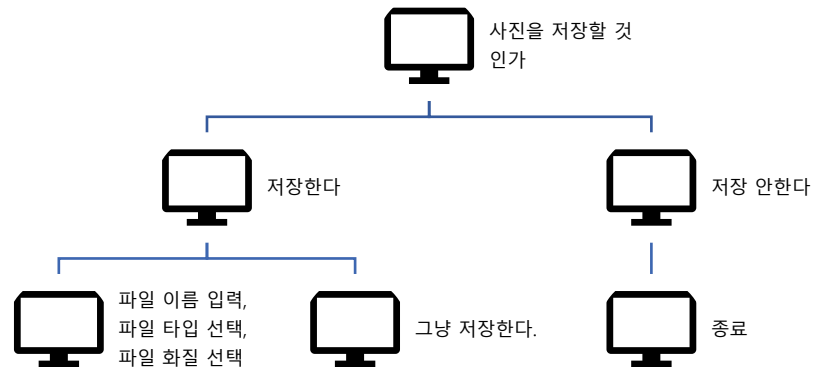 사진을 저장할 것
인가
저장한다
저장 안한다
파일 이름 입력,
파일 타입 선택,
파일 화질 선택
그냥 저장한다.
종료